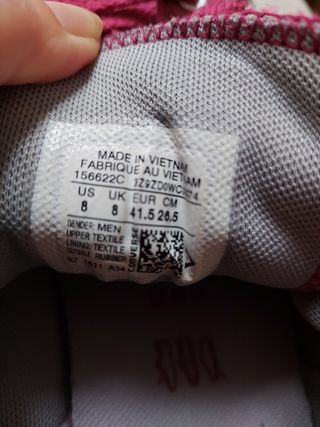 MADE IN VIETNAM
FABRIQUE AU VIETNAM
156622C
US UK EUR CM
8 8 41.5 26.5
GENDER: MEN
UPPER TEXTILE
LINING: TEXTILE
OUTSOLE: RUBBER
CONVERSE